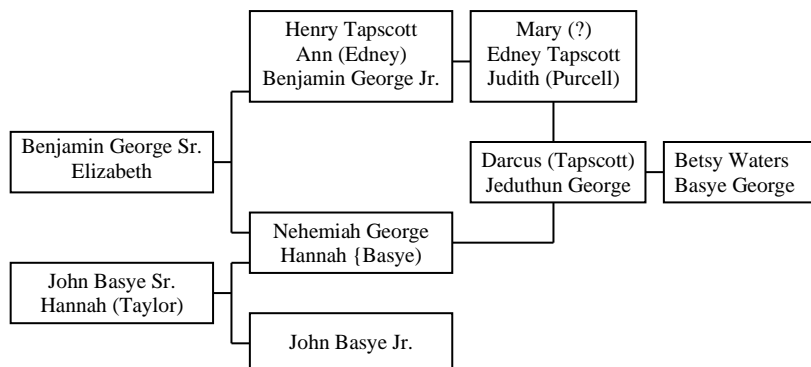 Henry Tapscott
Ann (Edney)
Benjamin George Jr.
Mary (?)
Edney Tapscott
Judith (Purcell)
Benjamin George Sr.
Elizabeth
Darcus (Tapscott)
Jeduthun George
Betsy Waters
Basye George
Nehemiah George
Hannah {Basye)
John Basye Sr.
Hannah (Taylor)
John Basye Jr.